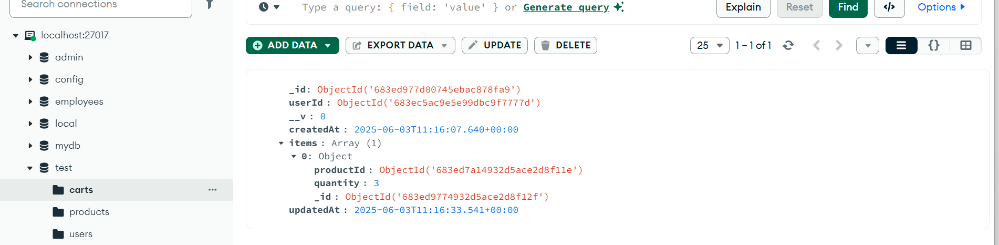 Search connections
localhost:27017
admin
config
employees
local
mydb
test
carts
products
users
Type a query: { field: 'value' } or Generate query
Explain Reset Find </> Options
ADD DATA EXPORT DATA UPDATE DELETE 25 1 – 1 of 1 {}
_id: ObjectId('683ed977d00745ebac878fa9')
userId : ObjectId('683ec5ac9e5e99dbc9f7777d')
__v : 0
createdAt : 2025-06-03T11:16:07.640+00:00
items : Array (1)
0: Object
productId : ObjectId('683ed7a14932d5ace2d8f11e')
quantity : 3
_id : ObjectId('683ed9774932d5ace2d8f12f')
updatedAt : 2025-06-03T11:16:33.541+00:00